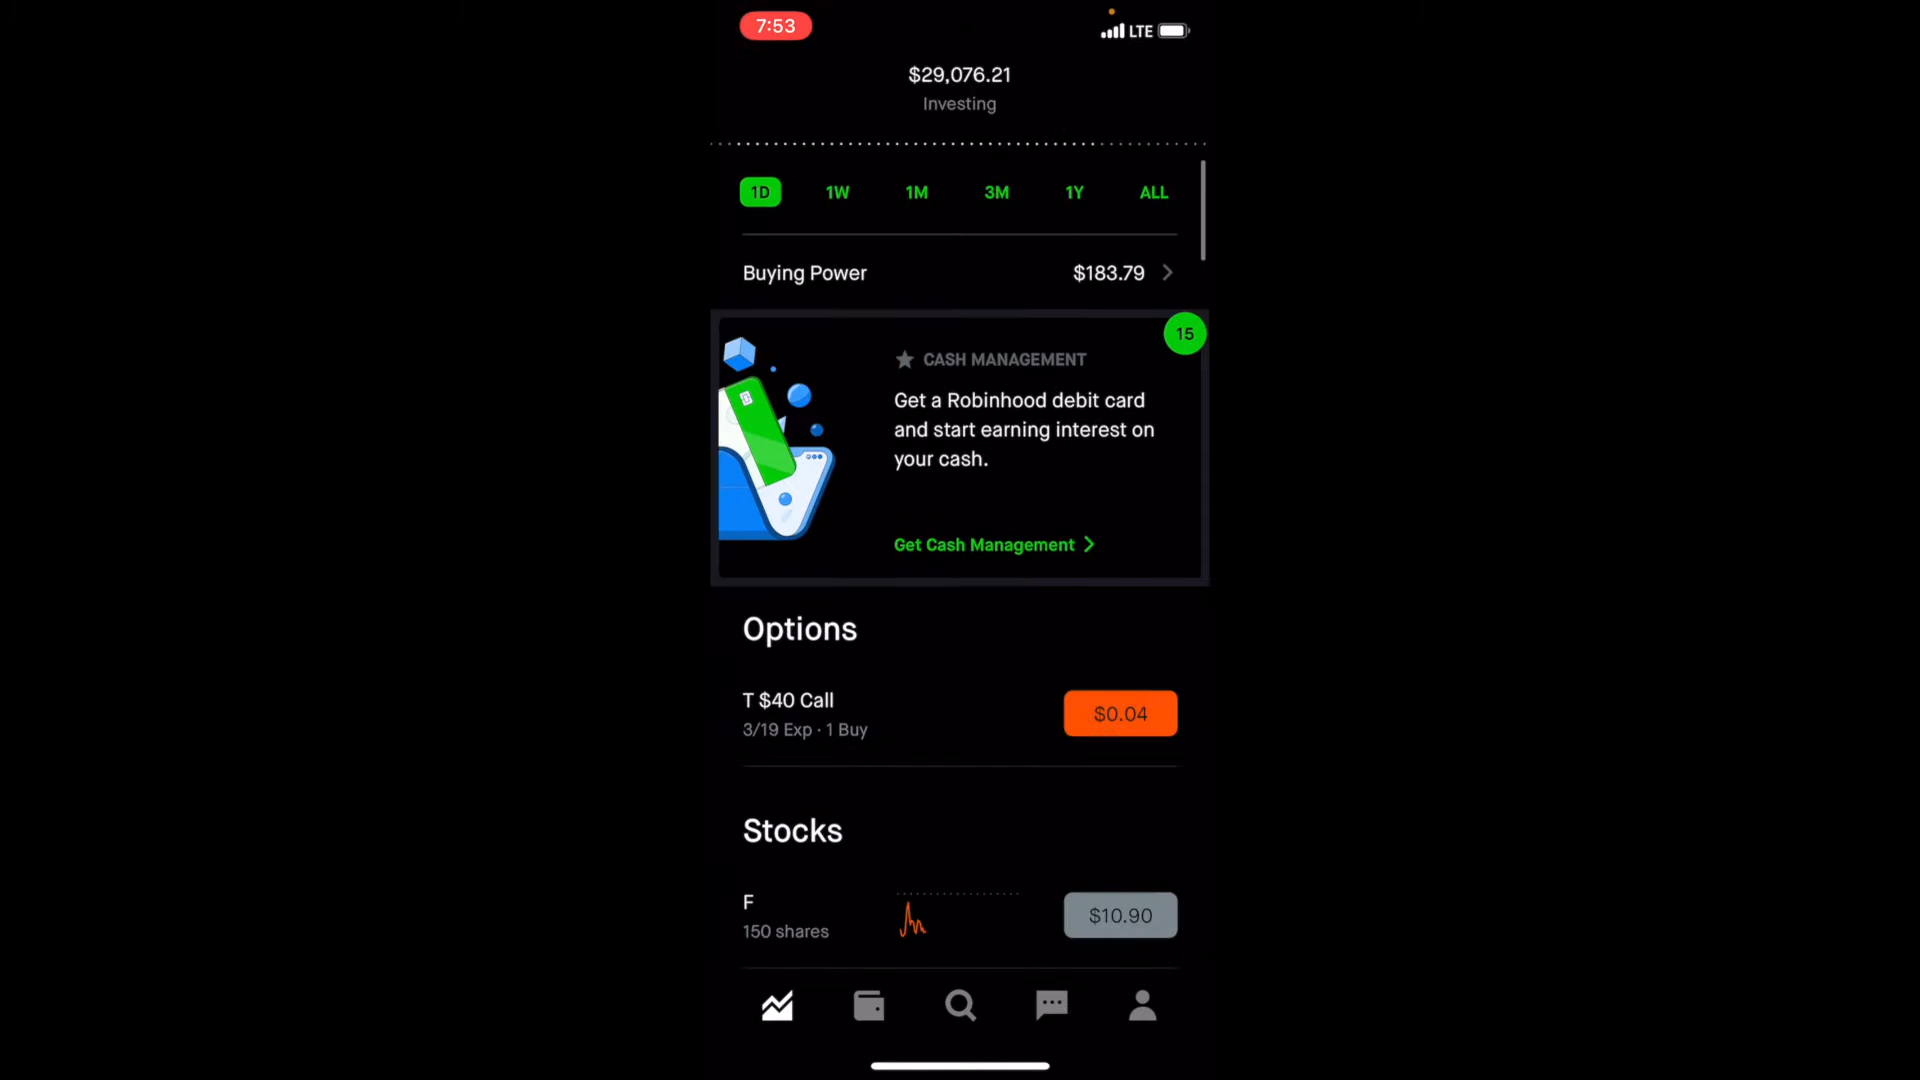 7:53
LTE
$29,076.21
Investing
1D 1W 1M 3M 1Y ALL
Buying Power $183.79
15
CASH MANAGEMENT
Get a Robinhood debit card
and start earning interest on
your cash.
Get Cash Management
Options
T $40 Call
$0.04
3/19 Exp · 1 Buy
Stocks
F
$10.90
150 shares